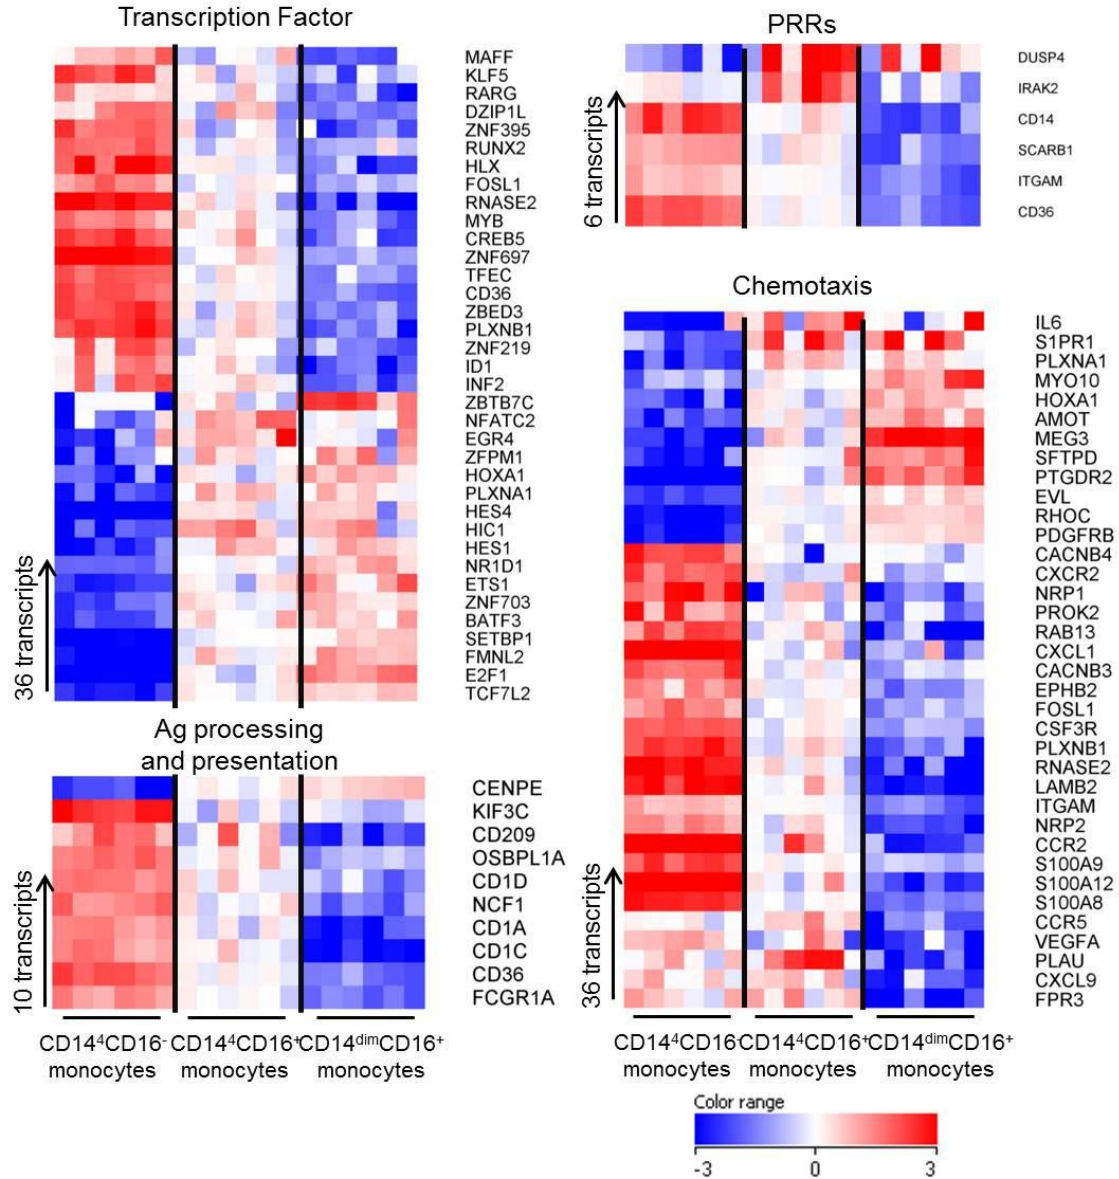 Transcription Factor
MAFF
KLF5
RARG
DZIP1L
ZNF395
RUNX2
HLX
FOSL1
RNASE2
MYB
CREB5
ZNF697
TFEC
CD36
ZBED3
PLXNB1
ZNF219
ID1
INF2
ZBTB7C
NFATC2
EGR4
ZFPM1
HOXA1
PLXNA1
HES4
HIC1
HES1
NR1D1
ETS1
ZNF703
BATF3
SETBP1
FMNL2
E2F1
TCF7L2
36 transcripts
Ag processing
and presentation
CENPE
KIF3C
CD209
OSBPL1A
CD1D
NCF1
CD1A
CD1C
CD36
FCGR1A
10 transcripts
CD14⁴CD16⁻ CD14⁴CD16⁺ CD14ᵈⁱᵐCD16⁺
monocytes monocytes monocytes
PRRs
DUSP4
IRAK2
CD14
SCARB1
ITGAM
CD36
6 transcripts
Chemotaxis
IL6
S1PR1
PLXNA1
MYO10
HOXA1
AMOT
MEG3
SFTPD
PTGDR2
EVL
RHOC
PDGFRB
CACNB4
CXCR2
NRP1
PROK2
RAB13
CXCL1
CACNB3
EPHB2
FOSL1
CSF3R
PLXNB1
RNASE2
LAMB2
ITGAM
NRP2
CCR2
S100A9
S100A12
S100A8
CCR5
VEGFA
PLAU
CXCL9
FPR3
36 transcripts
CD14⁴CD16⁻ CD14⁴CD16⁺ CD14ᵈⁱᵐCD16⁺
monocytes monocytes monocytes
Color range
-3 0 3